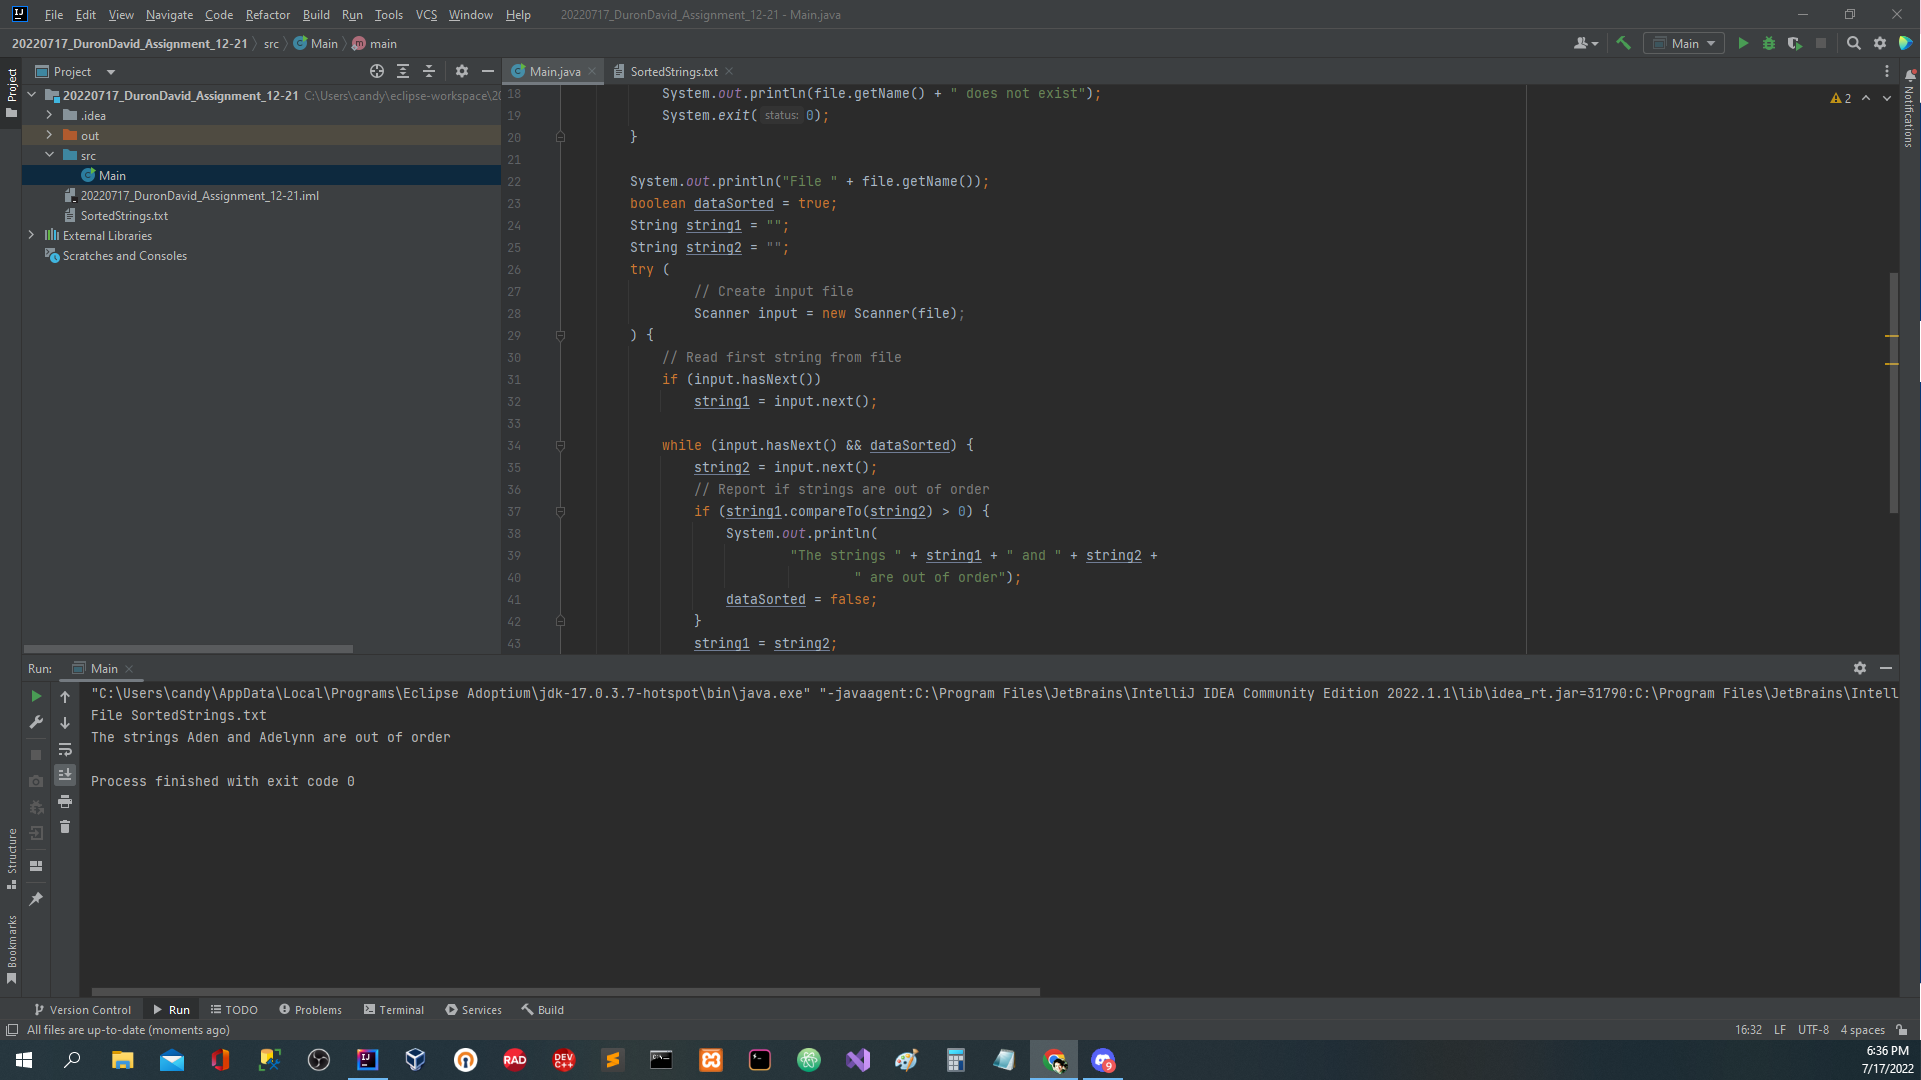 File Edit View Navigate Code Refactor Build Run Tools VCS Window Help 20220717_DuronDavid_Assignment_12-21 - Main.java
20220717_DuronDavid_Assignment_12-21 src Main main
Main
Project
Project
Main.java
SortedStrings.txt
Notifications
20220717_DuronDavid_Assignment_12-21 C:\Users\candy\eclipse-workspace\20
.idea
out
src
Main
20220717_DuronDavid_Assignment_12-21.iml
SortedStrings.txt
External Libraries
Scratches and Consoles
2
18 System.out.println(file.getName() + " does not exist");
19 System.exit( status: 0);
20 }
21
22 System.out.println("File " + file.getName());
23 boolean dataSorted = true;
24 String string1 = "";
25 String string2 = "";
26 try (
27 // Create input file
28 Scanner input = new Scanner(file);
29 ) {
30 // Read first string from file
31 if (input.hasNext())
32 string1 = input.next();
33
34 while (input.hasNext() && dataSorted) {
35 string2 = input.next();
36 // Report if strings are out of order
37 if (string1.compareTo(string2) > 0) {
38 System.out.println(
39 "The strings " + string1 + " and " + string2 +
40 " are out of order");
41 dataSorted = false;
42 }
43 string1 = string2;
Run: Main
"C:\Users\candy\AppData\Local\Programs\Eclipse Adoptium\jdk-17.0.3.7-hotspot\bin\java.exe" "-javaagent:C:\Program Files\JetBrains\IntelliJ IDEA Community Edition 2022.1.1\lib\idea_rt.jar=31790:C:\Program Files\JetBrains\Intell
File SortedStrings.txt
The strings Aden and Adelynn are out of order
Process finished with exit code 0
Structure
Bookmarks
Version Control Run TODO Problems Terminal Services Build
All files are up-to-date (moments ago)
16:32 LF UTF-8 4 spaces
IJ
RAD
DEV C++
9
6:36 PM
7/17/2022